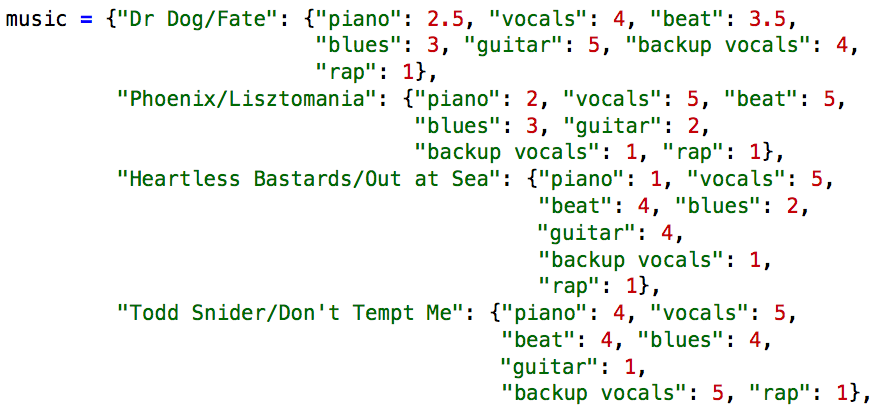 music = {"Dr Dog/Fate": {"piano": 2.5, "vocals": 4, "beat": 3.5,
"blues": 3, "guitar": 5, "backup vocals": 4,
"rap": 1},
"Phoenix/Lisztomania": {"piano": 2, "vocals": 5, "beat": 5,
"blues": 3, "guitar": 2,
"backup vocals": 1, "rap": 1},
"Heartless Bastards/Out at Sea": {"piano": 1, "vocals": 5,
"beat": 4, "blues": 2,
"guitar": 4,
"backup vocals": 1,
"rap": 1},
"Todd Snider/Don't Tempt Me": {"piano": 4, "vocals": 5,
"beat": 4, "blues": 4,
"guitar": 1,
"backup vocals": 5, "rap": 1},